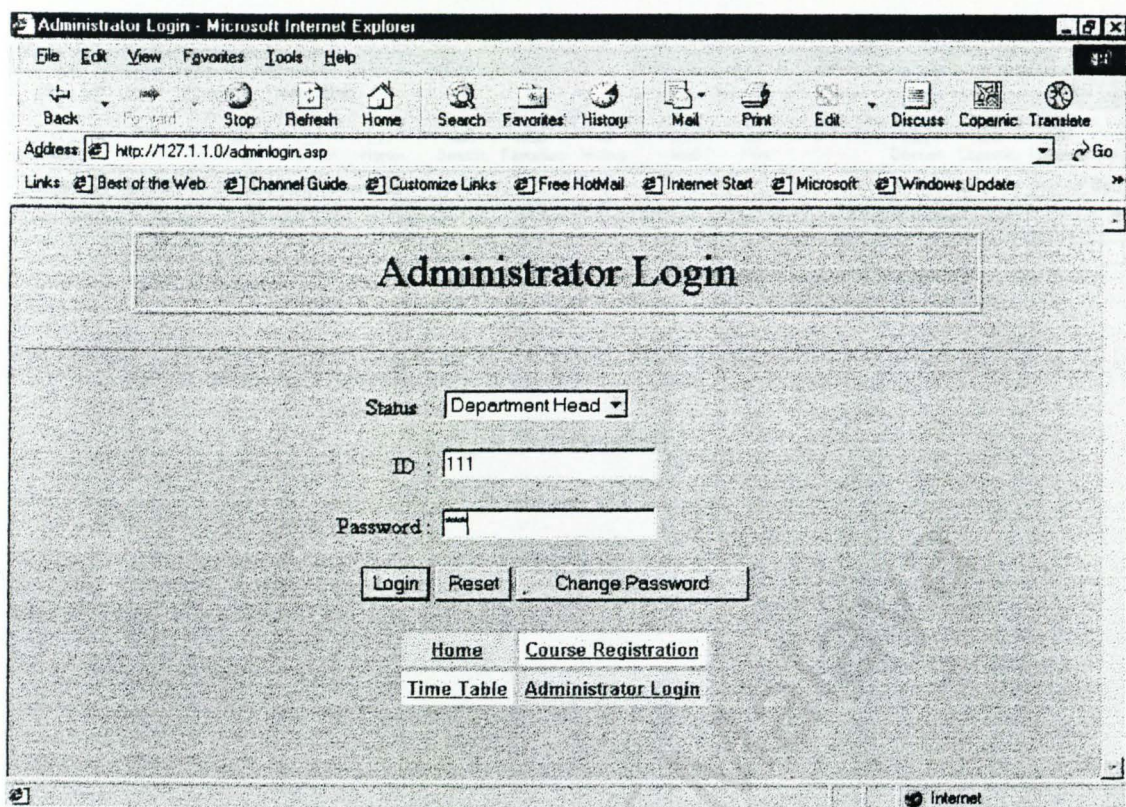 Administrator Login - Microsoft Internet Explorer
File Edit View Favorites Tools Help
Back Forward Stop Refresh Home Search Favorites History Mail Print Edit Discuss Copernic Translate
Address http://127.1.1.0/adminlogin.asp Go
Links Best of the Web Channel Guide Customize Links Free HotMail Internet Start Microsoft Windows Update
Administrator Login
Status : Department Head
ID : 111
Password : ***
Login Reset Change Password
Home Course Registration
Time Table Administrator Login
Internet